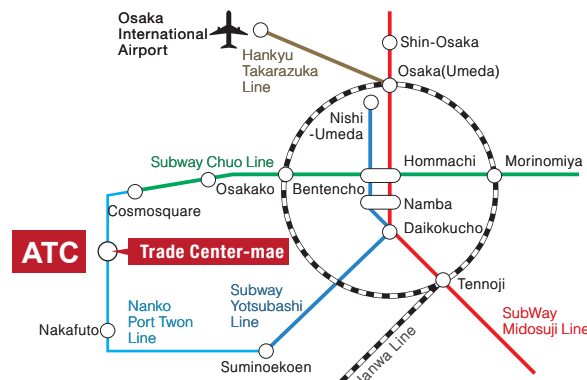 Osaka
International
Airport
Shin-Osaka
Hankyu
Takarazuka
Line
Osaka(Umeda)
Nishi
-Umeda
Subway Chuo Line
Hommachi
Morinomiya
Osakako
Bentencho
Cosmosquare
Namba
Daikokucho
ATC
Trade Center-mae
Tennoji
Subway
Yotsubashi
Line
Nanko
Port Twon
Line
Nakafuto
SubWay
Midosuji Line
Suminoekoen
Hanwa Line